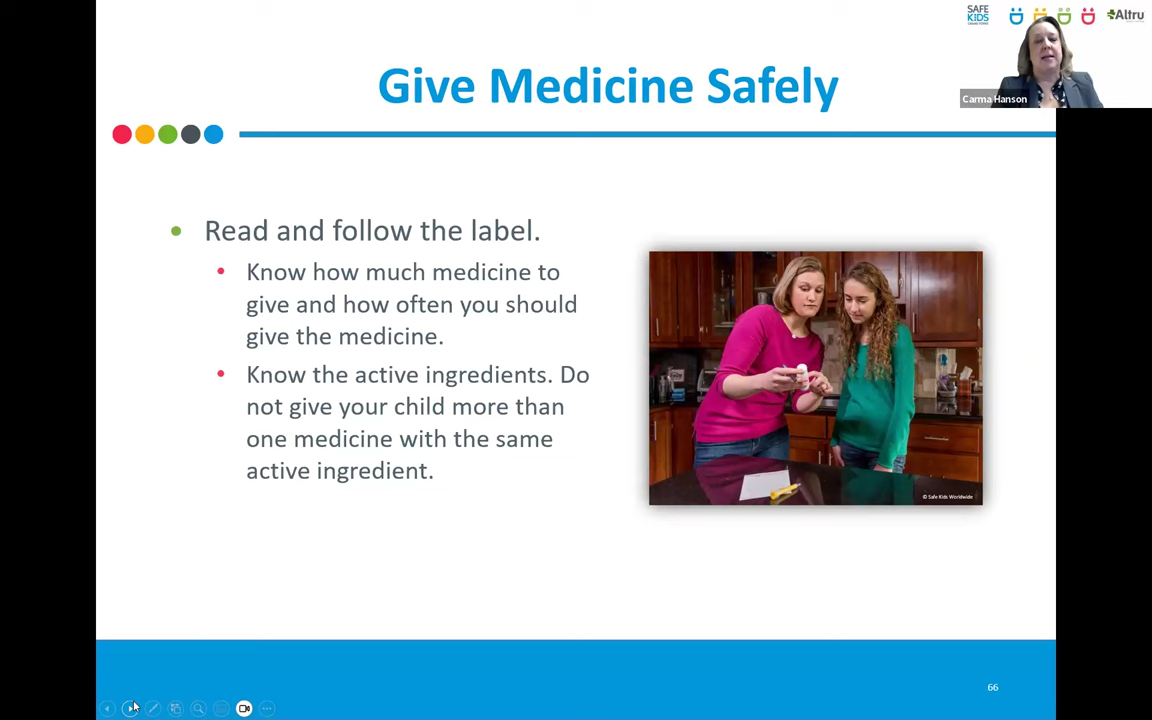 SAFE
KIDS
Altru
Carma Hanson
Give Medicine Safely
Read and follow the label.
Know how much medicine to
give and how often you should
give the medicine.
Know the active ingredients. Do
not give your child more than
one medicine with the same
active ingredient.
© Safe Kids Worldwide
66